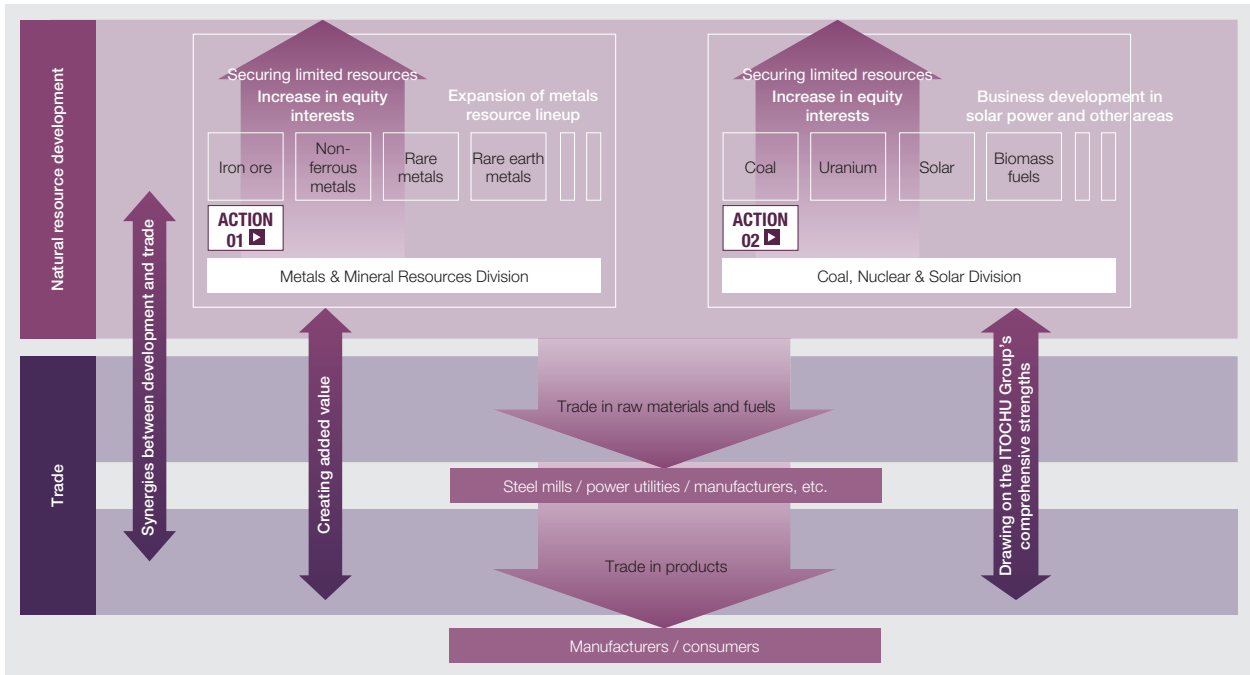 Natural resource development
Securing limited resources
Increase in equity
interests
Expansion of metals
resource lineup
Iron ore
Non-
ferrous
metals
Rare
metals
Rare earth
metals
ACTION
01
Metals & Mineral Resources Division
Securing limited resources
Increase in equity
interests
Business development in
solar power and other areas
Coal
Uranium
Solar
Biomass
fuels
ACTION
02
Coal, Nuclear & Solar Division
Synergies between development and trade
Creating added value
Drawing on the ITOCHU Group's
comprehensive strengths
Trade
Trade in raw materials and fuels
Steel mills / power utilities / manufacturers, etc.
Trade in products
Manufacturers / consumers